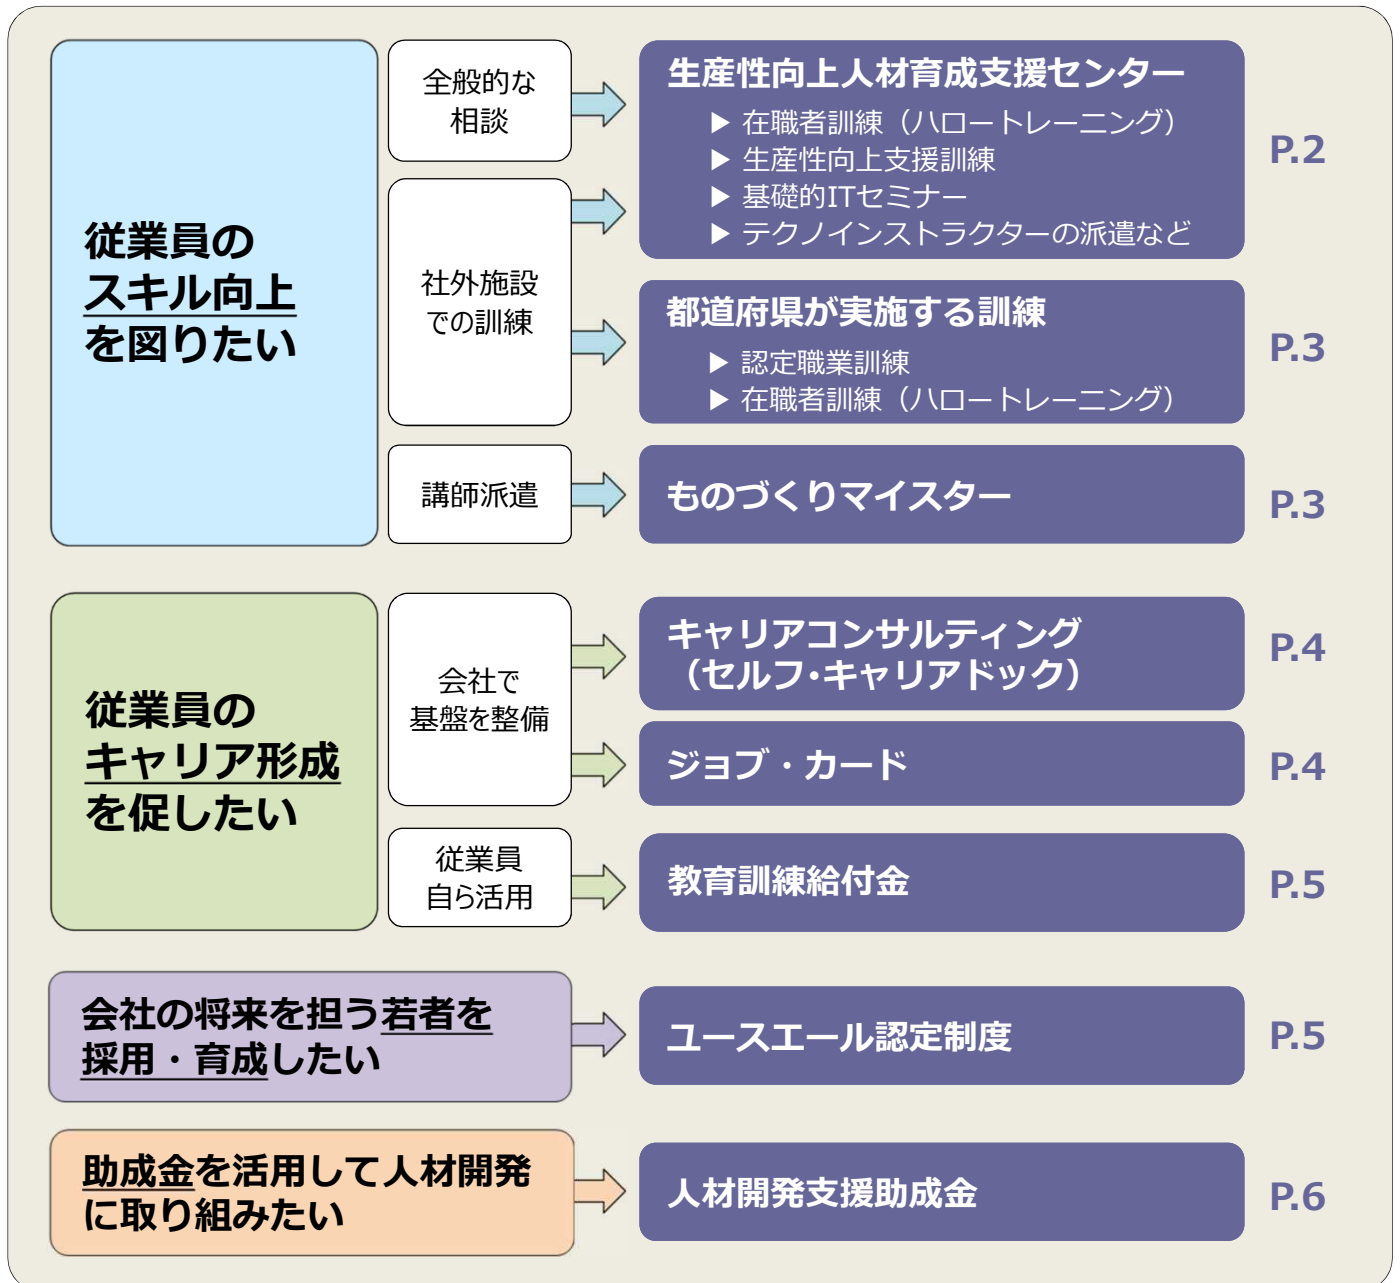 従業員の
スキル向上
を図りたい
全般的な
相談
社外施設
での訓練
講師派遣
生産性向上人材育成支援センター
▶ 在職者訓練（ハロートレーニング）
▶ 生産性向上支援訓練
▶ 基礎的ITセミナー
▶ テクノインストラクターの派遣など
P.2
都道府県が実施する訓練
▶ 認定職業訓練
▶ 在職者訓練（ハロートレーニング）
P.3
ものづくりマイスター
P.3
従業員の
キャリア形成
を促したい
会社で
基盤を整備
従業員
自ら活用
キャリアコンサルティング
（セルフ・キャリアドック）
P.4
ジョブ・カード
P.4
教育訓練給付金
P.5
会社の将来を担う若者を
採用・育成したい
ユースエール認定制度
P.5
助成金を活用して人材開発
に取り組みたい
人材開発支援助成金
P.6